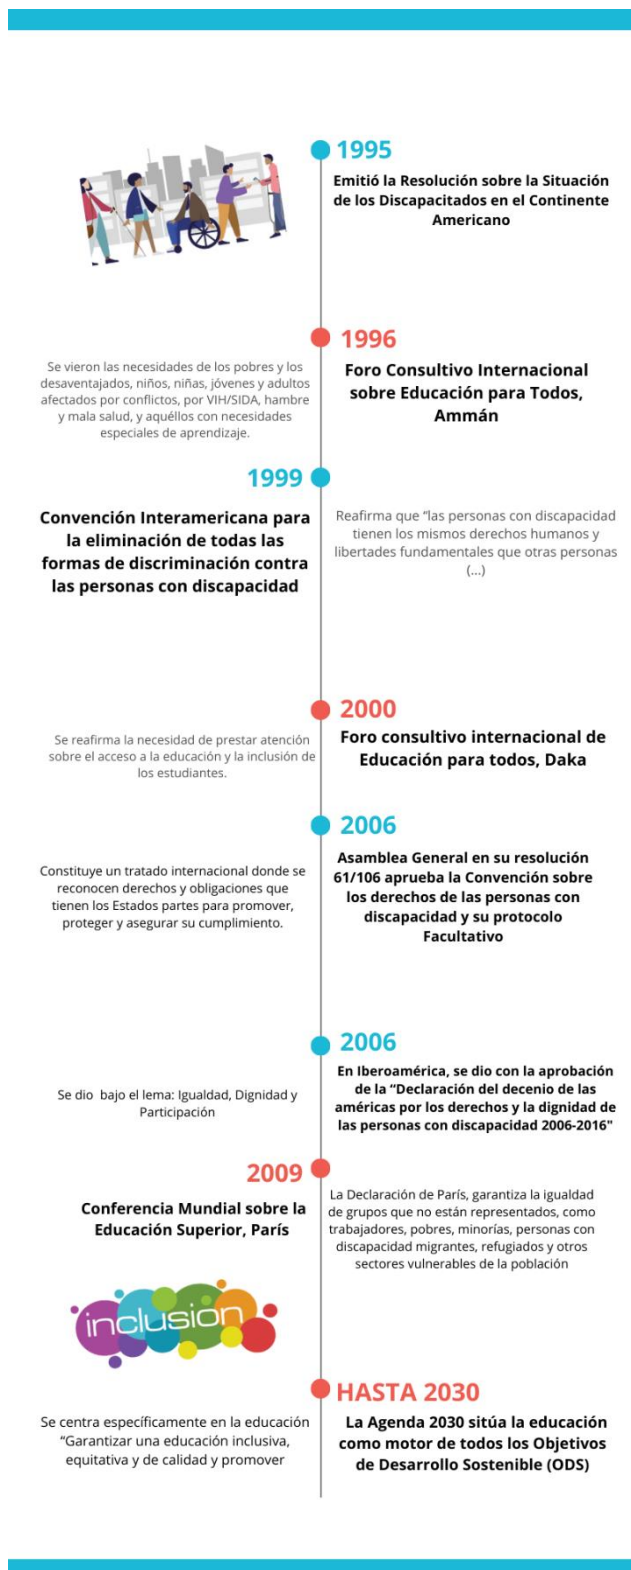 1995
Emitió la Resolución sobre la Situación
de los Discapacitados en el Continente
Americano
1996
Foro Consultivo Internacional
sobre Educación para Todos,
Ammán
Se vieron las necesidades de los pobres y los
desaventajados, niños, niñas, jóvenes y adultos
afectados por conflictos, por VIH/SIDA, hambre
y mala salud, y aquéllos con necesidades
especiales de aprendizaje.
1999
Convención Interamericana para
la eliminación de todas las
formas de discriminación contra
las personas con discapacidad
Reafirma que “las personas con discapacidad
tienen los mismos derechos humanos y
libertades fundamentales que otras personas
(...)
2000
Foro consultivo internacional de
Educación para todos, Daka
Se reafirma la necesidad de prestar atención
sobre el acceso a la educación y la inclusión de
los estudiantes.
2006
Asamblea General en su resolución
61/106 aprueba la Convención sobre
los derechos de las personas con
discapacidad y su protocolo
Facultativo
Constituye un tratado internacional donde se
reconocen derechos y obligaciones que
tienen los Estados partes para promover,
proteger y asegurar su cumplimiento.
2006
En Iberoamérica, se dio con la aprobación
de la “Declaración del decenio de las
américas por los derechos y la dignidad de
las personas con discapacidad 2006-2016"
Se dio bajo el lema: Igualdad, Dignidad y
Participación
2009
Conferencia Mundial sobre la
Educación Superior, París
La Declaración de París, garantiza la igualdad
de grupos que no están representados, como
trabajadores, pobres, minorías, personas con
discapacidad migrantes, refugiados y otros
sectores vulnerables de la población
inclusion
HASTA 2030
La Agenda 2030 sitúa la educación
como motor de todos los Objetivos
de Desarrollo Sostenible (ODS)
Se centra específicamente en la educación
“Garantizar una educación inclusiva,
equitativa y de calidad y promover